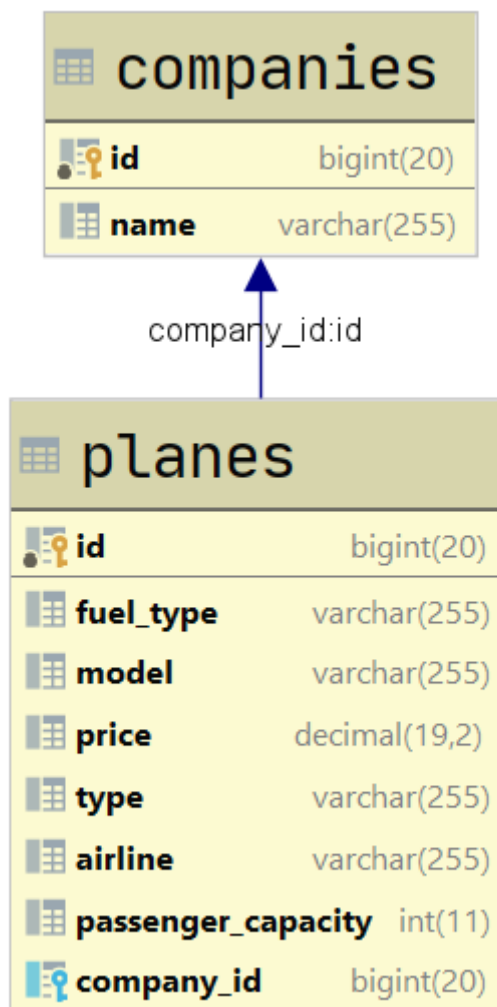 companies
id bigint(20)
name varchar(255)
company_id:id
planes
id bigint(20)
fuel_type varchar(255)
model varchar(255)
price decimal(19,2)
type varchar(255)
airline varchar(255)
passenger_capacity int(11)
company_id bigint(20)